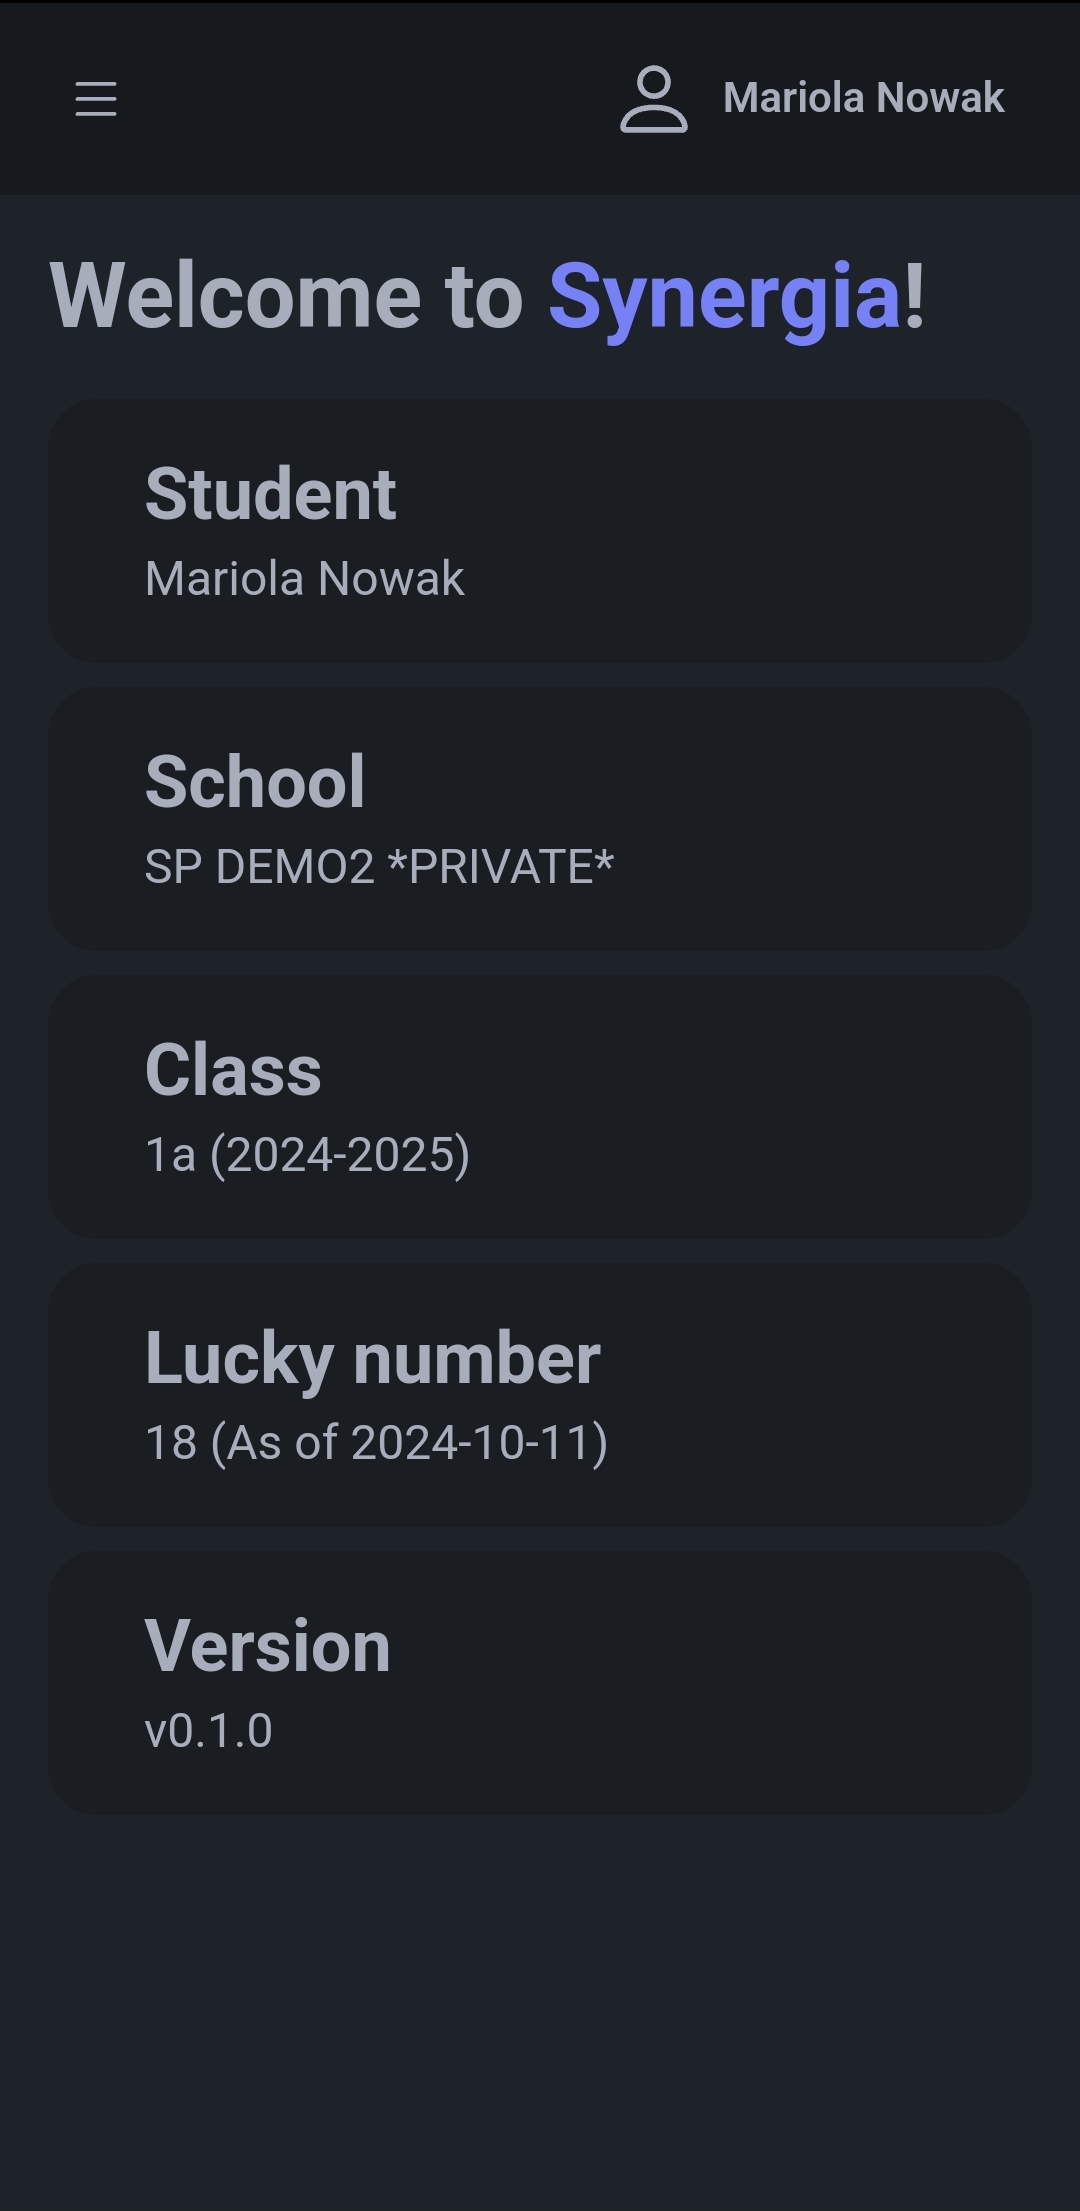 Mariola Nowak
Welcome to Synergia!
Student
Mariola Nowak
School
SP DEMO2 *PRIVATE*
Class
1a (2024-2025)
Lucky number
18 (As of 2024-10-11)
Version
v0.1.0